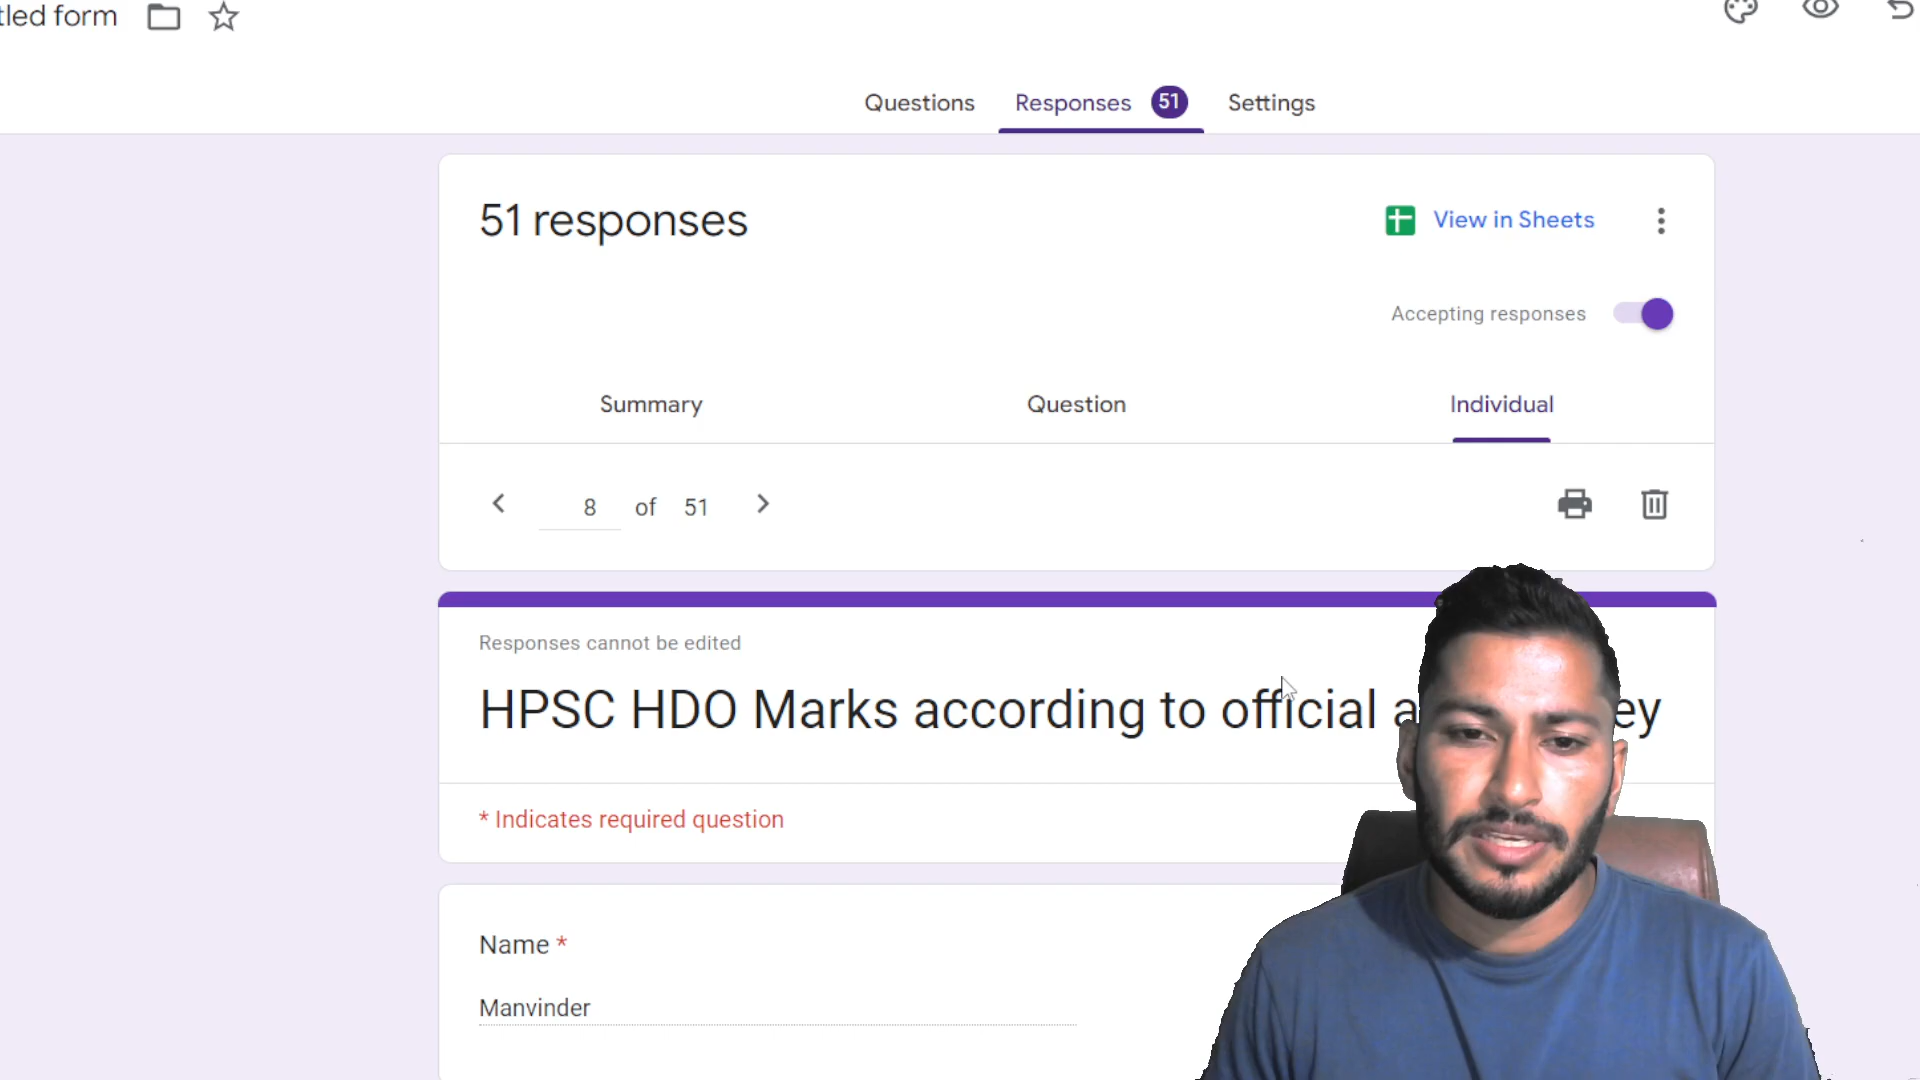 tled form
Questions Responses 51 Settings
51 responses
View in Sheets
Accepting responses
Summary Question Individual
8 of 51
Responses cannot be edited
HPSC HDO Marks according to official a ey
* Indicates required question
Name *
Manvinder